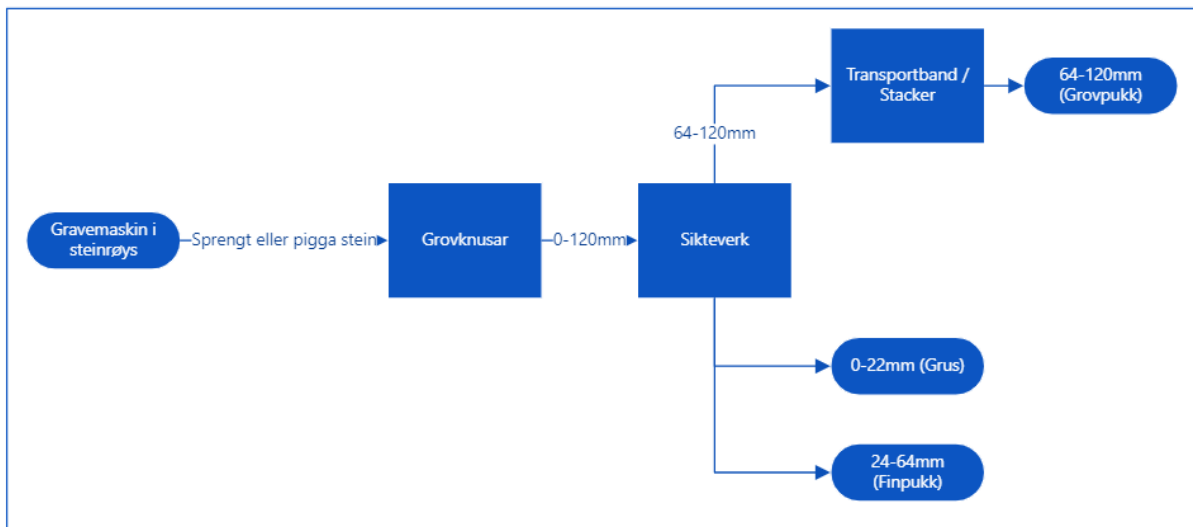 Transportband /
Stacker
64-120mm
(Grovpukk)
64-120mm
Gravemaskin i
steinrøys
Sprengt eller pigga stein
Grovknusar
0-120mm
Sikteverk
0-22mm (Grus)
24-64mm
(Finpukk)